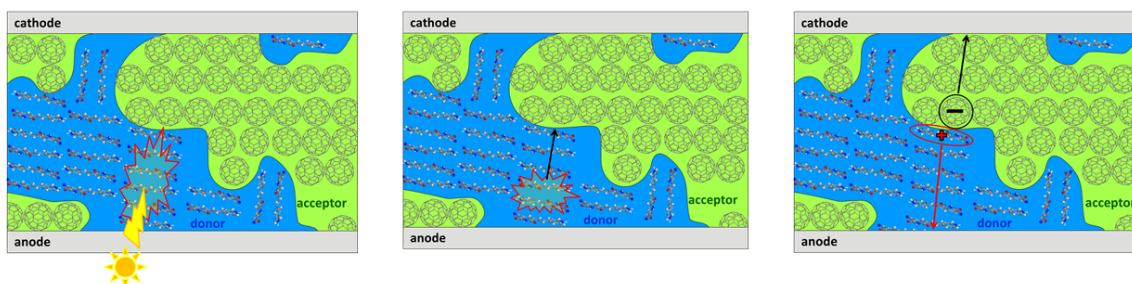 cathode
acceptor
donor
anode
cathode
acceptor
donor
anode
cathode
acceptor
donor
anode